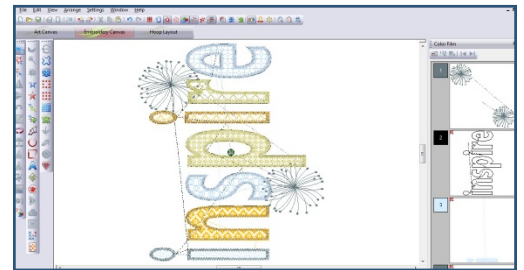 File Edit View Arrange Settings Window Help
Art Canvas Embroidery Canvas Hoop Layout
Color Film
1
2
3
inspire
inspire